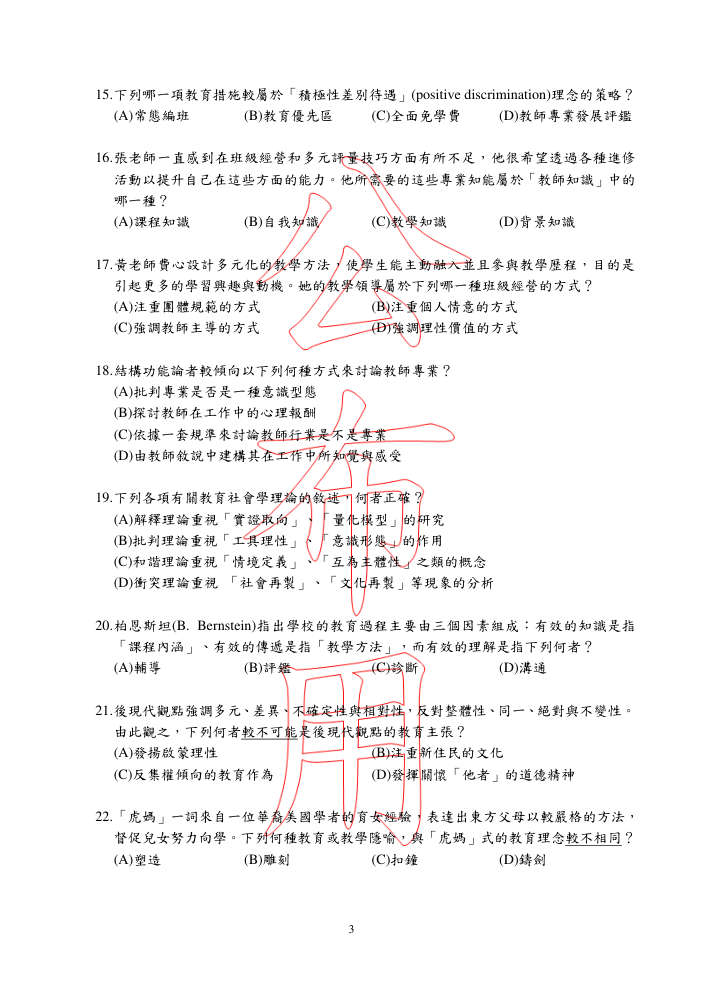 15.下列哪一項教育措施較屬於「積極性差別待遇」(positive discrimination)理念的策略？
(A)常態編班 (B)教育優先區 (C)全面免學費 (D)教師專業發展評鑑
16.張老師一直感到在班級經營和多元評量技巧方面有所不足，他很希望透過各種進修
活動以提升自己在這些方面的能力。他所需要的這些專業知能屬於「教師知識」中的
哪一種？
(A)課程知識 (B)自我知識 (C)教學知識 (D)背景知識
17.黃老師費心設計多元化的教學方法，使學生能主動融入並且參與教學歷程，目的是
引起更多的學習興趣與動機。她的教學領導屬於下列哪一種班級經營的方式？
(A)注重團體規範的方式 (B)注重個人情意的方式
(C)強調教師主導的方式 (D)強調理性價值的方式
18.結構功能論者較傾向以下列何種方式來討論教師專業？
(A)批判專業是否是一種意識型態
(B)探討教師在工作中的心理報酬
(C)依據一套規準來討論教師行業是不是專業
(D)由教師敘說中建構其在工作中所知覺與感受
19.下列各項有關教育社會學理論的敘述，何者正確？
(A)解釋理論重視「實證取向」、「量化模型」的研究
(B)批判理論重視「工具理性」、「意識形態」的作用
(C)和諧理論重視「情境定義」、「互為主體性」之類的概念
(D)衝突理論重視 「社會再製」、「文化再製」等現象的分析
20.柏恩斯坦(B. Bernstein)指出學校的教育過程主要由三個因素組成：有效的知識是指
「課程內涵」、有效的傳遞是指「教學方法」，而有效的理解是指下列何者？
(A)輔導 (B)評鑑 (C)診斷 (D)溝通
21.後現代觀點強調多元、差異、不確定性與相對性，反對整體性、同一、絕對與不變性。
由此觀之，下列何者較不可能是後現代觀點的教育主張？
(A)發揚啟蒙理性 (B)注重新住民的文化
(C)反集權傾向的教育作為 (D)發揮關懷「他者」的道德精神
22.「虎媽」一詞來自一位華裔美國學者的育女經驗，表達出東方父母以較嚴格的方法，
督促兒女努力向學。下列何種教育或教學隱喻，與「虎媽」式的教育理念較不相同？
(A)塑造 (B)雕刻 (C)扣鐘 (D)鑄劍
公
布
用
3